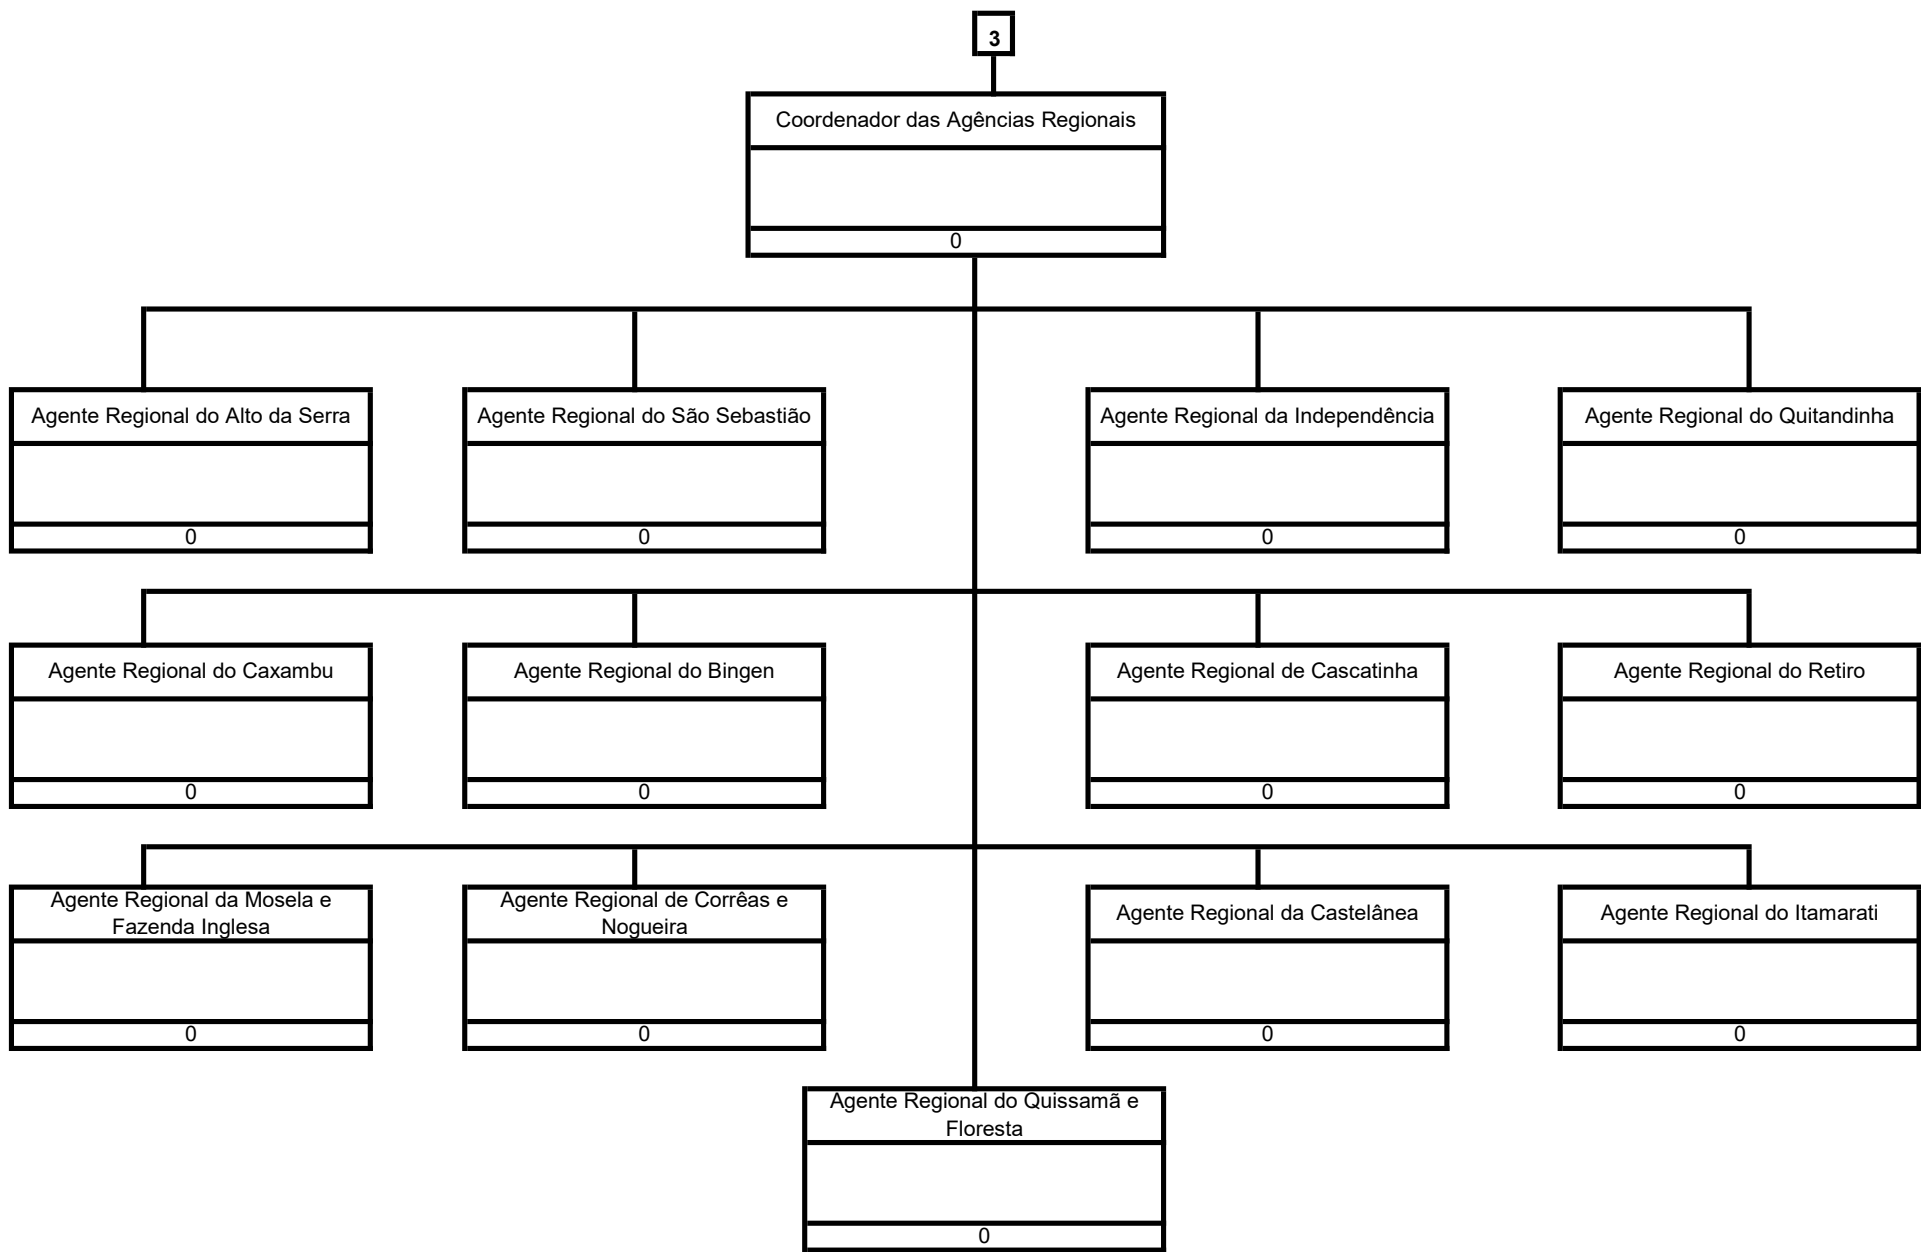 3
Coordenador das Agências Regionais
0
Agente Regional do Alto da Serra
0
Agente Regional do São Sebastião
0
Agente Regional da Independência
0
Agente Regional do Quitandinha
0
Agente Regional do Caxambu
0
Agente Regional do Bingen
0
Agente Regional de Cascatinha
0
Agente Regional do Retiro
0
Agente Regional da Mosela e
Fazenda Inglesa
0
Agente Regional de Corrêas e
Nogueira
0
Agente Regional da Castelânea
0
Agente Regional do Itamarati
0
Agente Regional do Quissamã e
Floresta
0